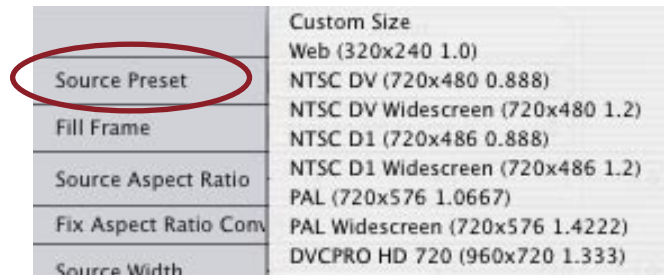 Source Preset
Fill Frame
Source Aspect Ratio
Fix Aspect Ratio Conv
Source Width
Custom Size
Web (320x240 1.0)
NTSC DV (720x480 0.888)
NTSC DV Widescreen (720x480 1.2)
NTSC D1 (720x486 0.888)
NTSC D1 Widescreen (720x486 1.2)
PAL (720x576 1.0667)
PAL Widescreen (720x576 1.4222)
DVCPRO HD 720 (960x720 1.333)